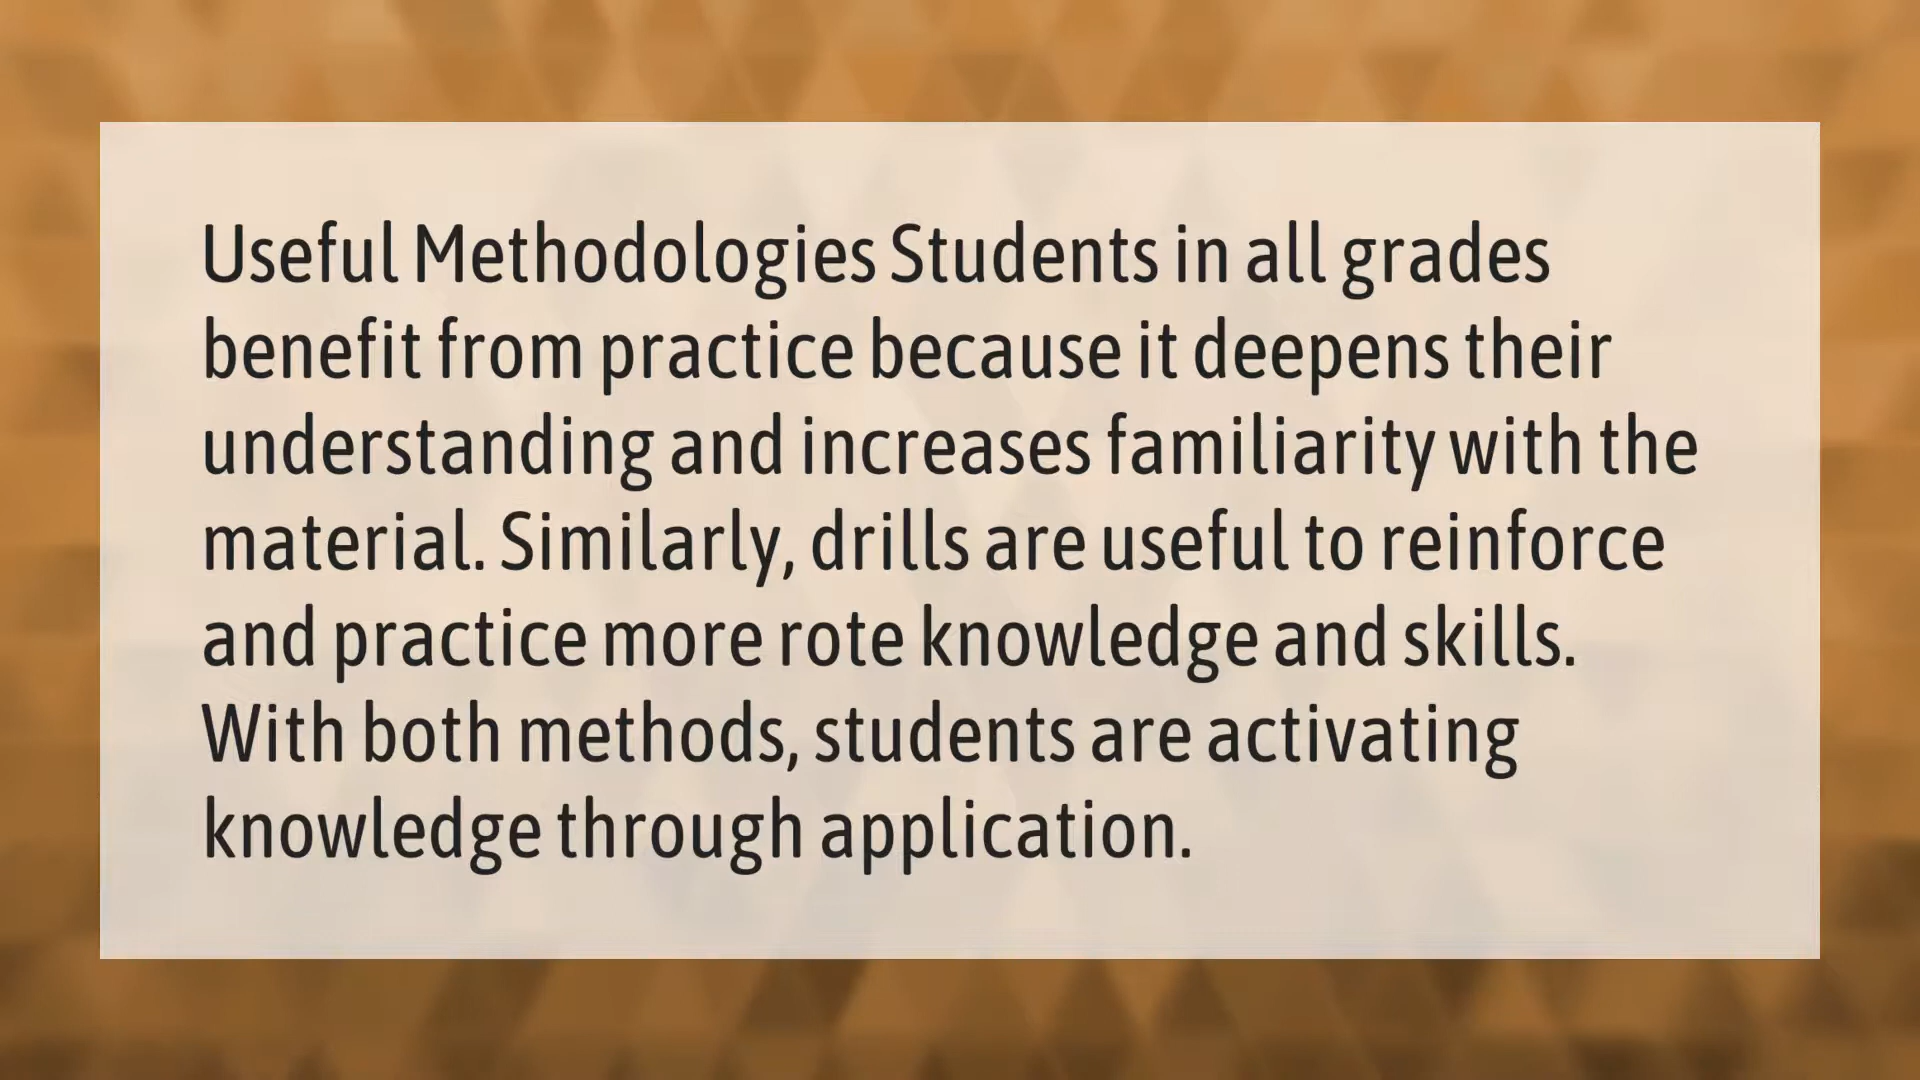 Useful Methodologies Students in all grades
benefit from practice because it deepens their
understanding and increases familiarity with the
material. Similarly, drills are useful to reinforce
and practice more rote knowledge and skills.
With both methods, students are activating
knowledge through application.